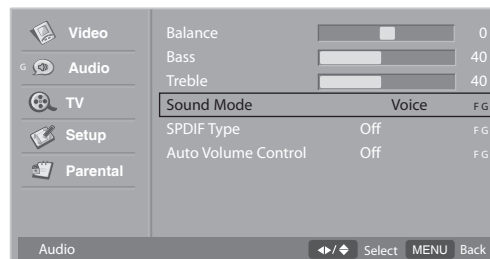 Video
G Audio
TV
Setup
Parental
Balance 0
Bass 40
Treble 40
Sound Mode Voice F G
SPDIF Type Off F G
Auto Volume Control Off F G
Audio
/ Select MENU Back